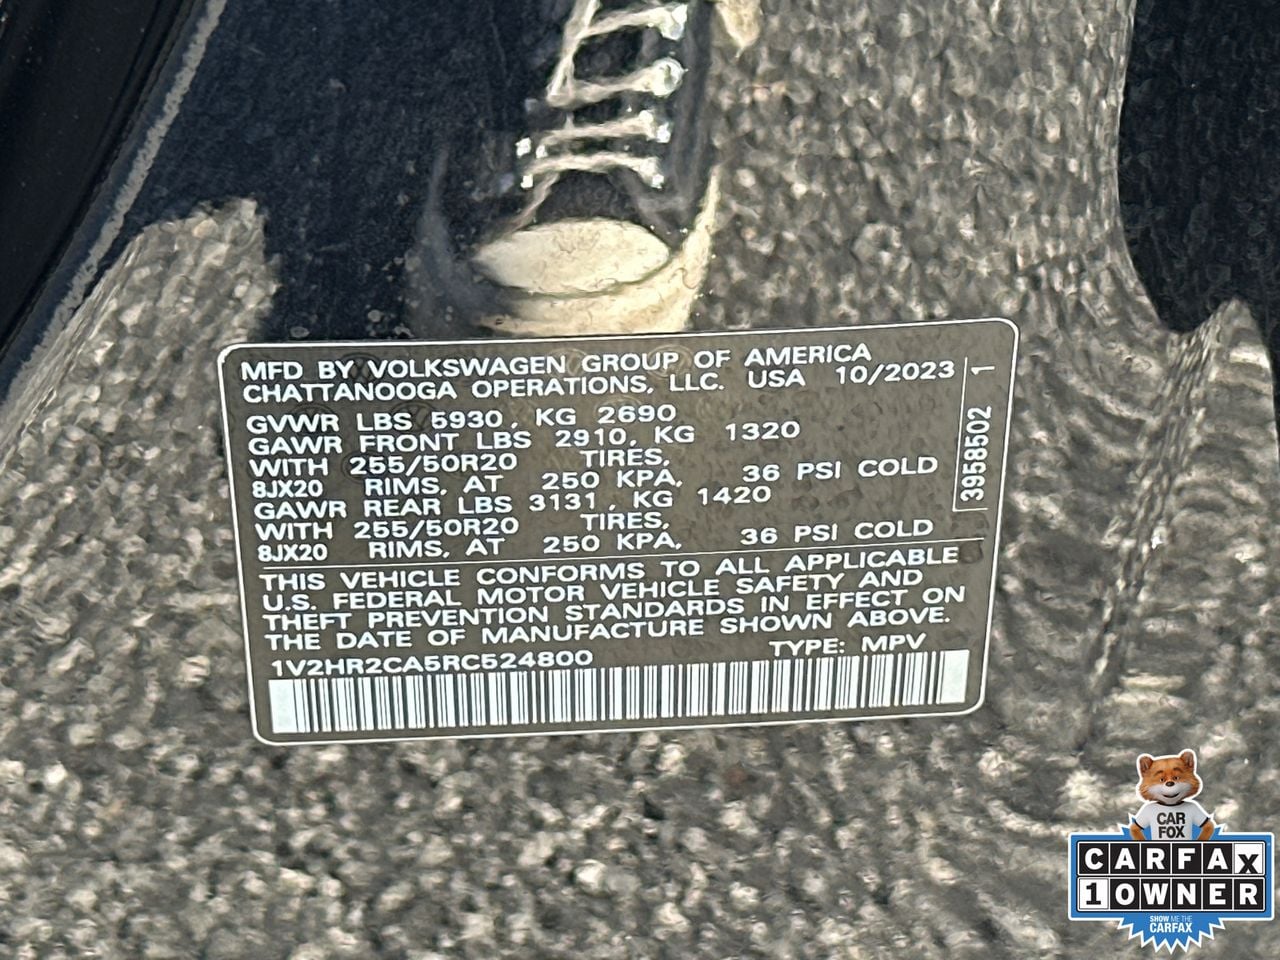 MFD BY VOLKSWAGEN GROUP OF AMERICA
CHATTANOOGA OPERATIONS, LLC. USA 10/2023
GVWR LBS 5930, KG 2690
GAWR FRONT LBS 2910, KG 1320
WITH 255/50R20 TIRES,
8JX20 RIMS, AT 250 KPA, 36 PSI COLD
GAWR REAR LBS 3131, KG 1420
WITH 255/50R20 TIRES,
8JX20 RIMS, AT 250 KPA, 36 PSI COLD
3958502 1
THIS VEHICLE CONFORMS TO ALL APPLICABLE
U.S. FEDERAL MOTOR VEHICLE SAFETY AND
THEFT PREVENTION STANDARDS IN EFFECT ON
THE DATE OF MANUFACTURE SHOWN ABOVE.
1V2HR2CA5RC524800 TYPE: MPV
CAR
FOX
CARFAX
1 OWNER
SHOW ME THE
CARFAX